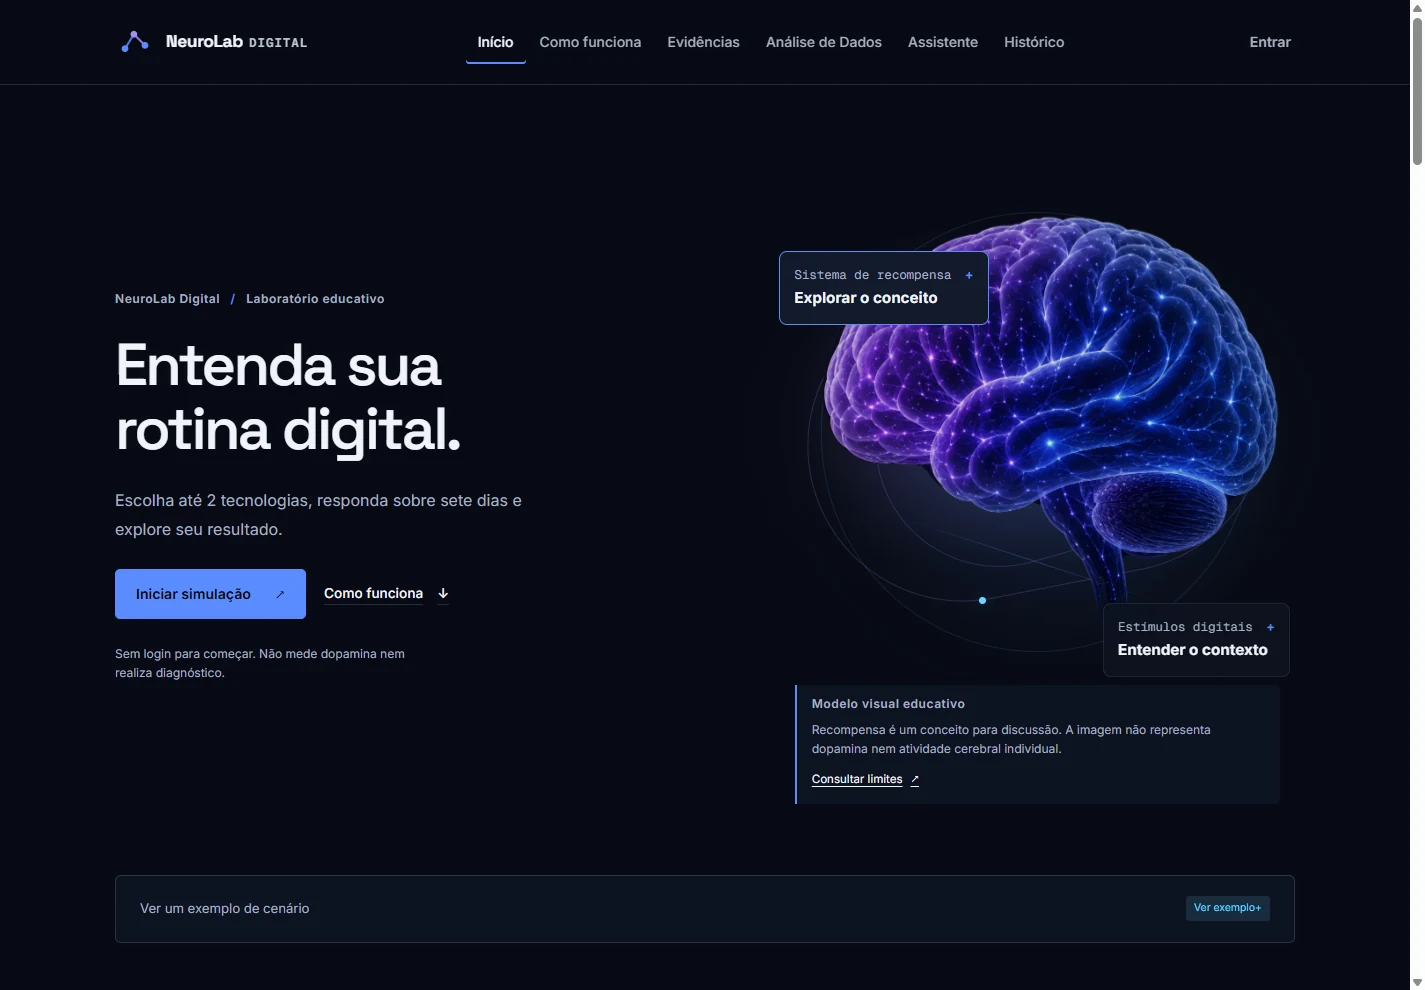 NeuroLab DIGITAL
Início
Como funciona
Evidências
Análise de Dados
Assistente
Histórico
Entrar
NeuroLab Digital / Laboratório educativo
Entenda sua
rotina digital.
Escolha até 2 tecnologias, responda sobre sete dias e
explore seu resultado.
Iniciar simulação ↗
Como funciona ↓
Sem login para começar. Não mede dopamina nem
realiza diagnóstico.
Sistema de recompensa +
Explorar o conceito
Estímulos digitais +
Entender o contexto
Modelo visual educativo
Recompensa é um conceito para discussão. A imagem não representa
dopamina nem atividade cerebral individual.
Consultar limites ↗
Ver um exemplo de cenário
Ver exemplo+